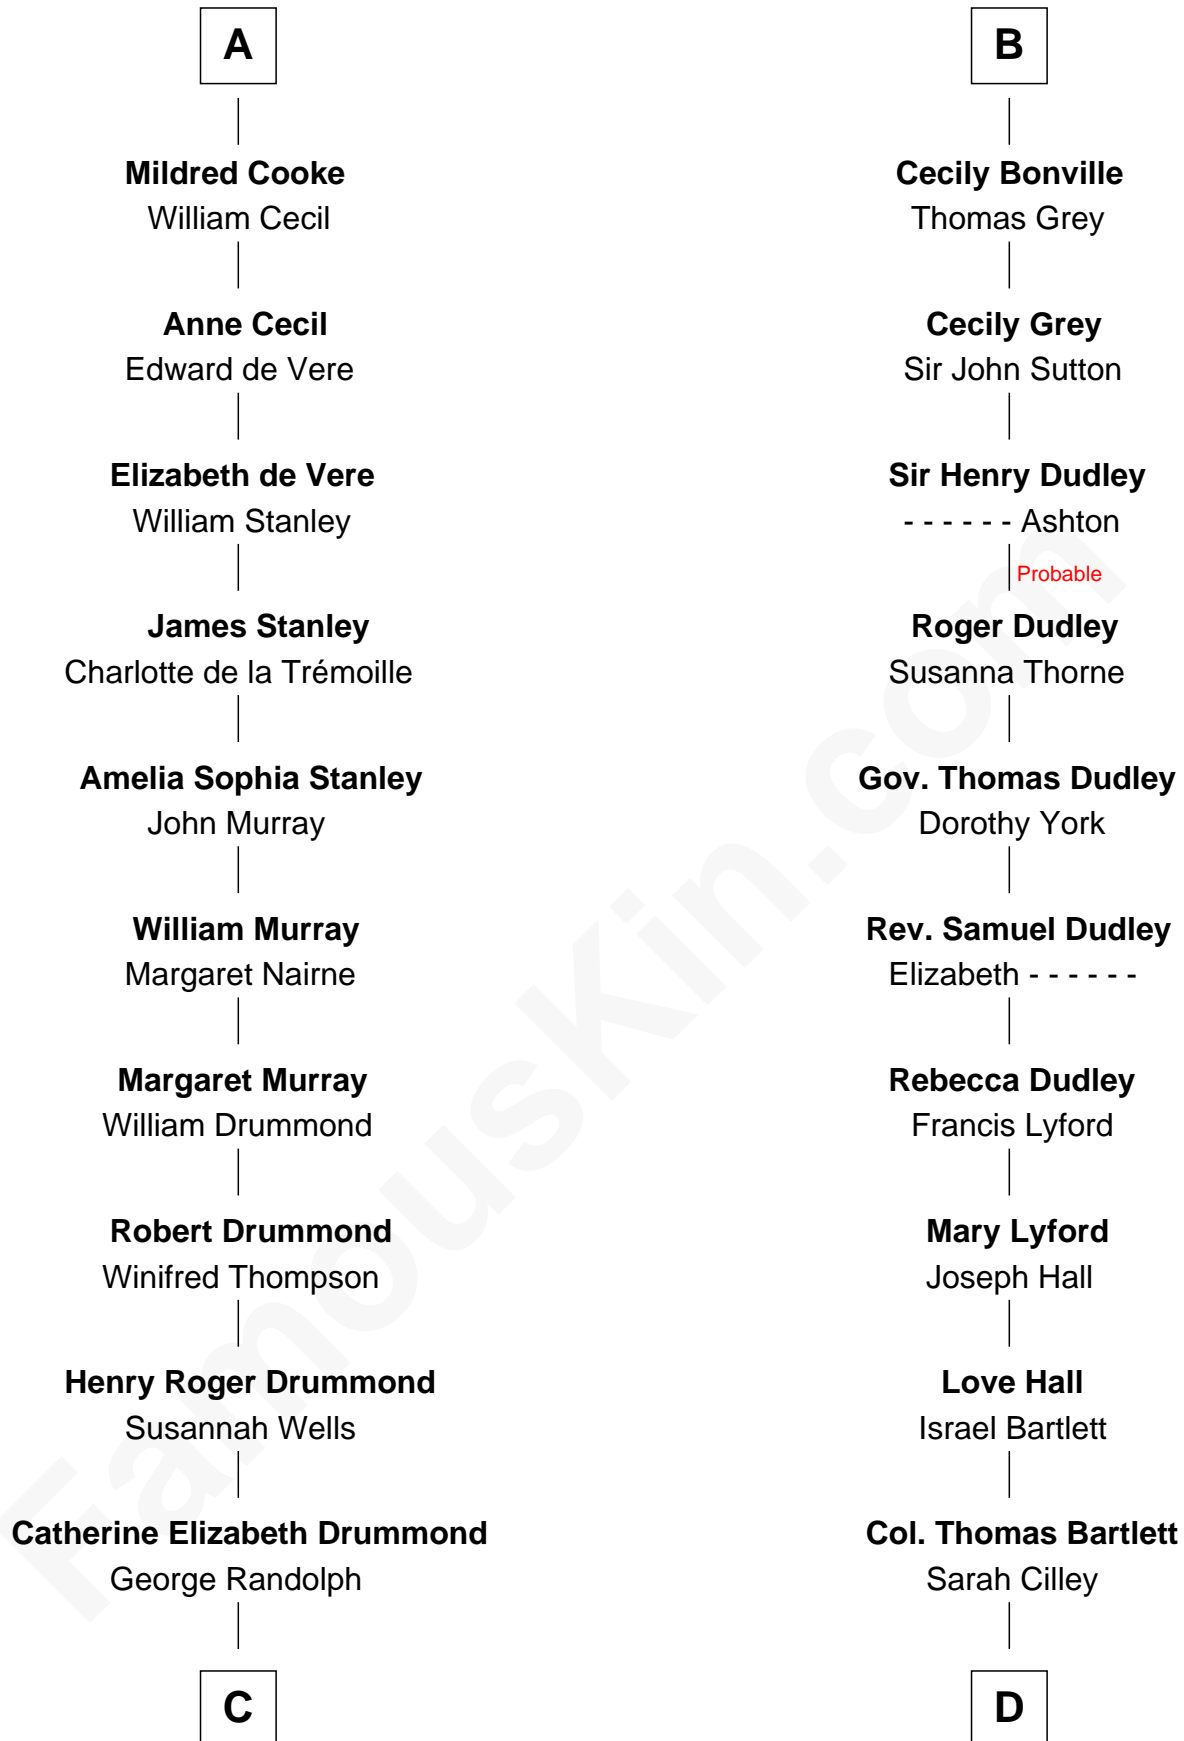 A
Mildred Cooke
William Cecil
Anne Cecil
Edward de Vere
Elizabeth de Vere
William Stanley
James Stanley
Charlotte de la Trémoille
Amelia Sophia Stanley
John Murray
William Murray
Margaret Nairne
Margaret Murray
William Drummond
Robert Drummond
Winifred Thompson
Henry Roger Drummond
Susannah Wells
Catherine Elizabeth Drummond
George Randolph
C
B
Cecily Bonville
Thomas Grey
Cecily Grey
Sir John Sutton
Sir Henry Dudley
- - - - - - Ashton
Probable
Roger Dudley
Susanna Thorne
Gov. Thomas Dudley
Dorothy York
Rev. Samuel Dudley
Elizabeth - - - - - -
Rebecca Dudley
Francis Lyford
Mary Lyford
Joseph Hall
Love Hall
Israel Bartlett
Col. Thomas Bartlett
Sarah Cilley
D
FamousKin.com